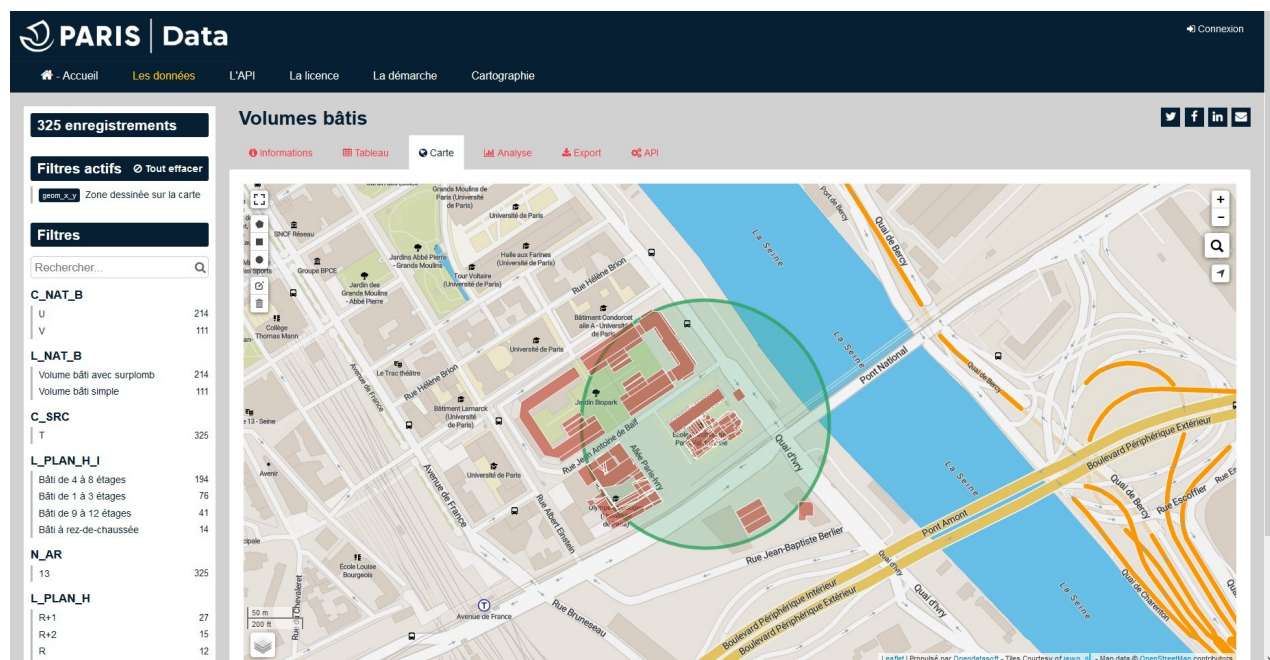 PARIS | Data
Connexion
- Accueil
Les données
L'API
La licence
La démarche
Cartographie
325 enregistrements
Filtres actifs
Tout effacer
geom_x_y Zone dessinée sur la carte
Filtres
Rechercher...
C_NAT_B
U 214
V 111
L_NAT_B
Volume bâti avec surplomb 214
Volume bâti simple 111
C_SRC
T 325
L_PLAN_H_I
Bâti de 4 à 8 étages 194
Bâti de 1 à 3 étages 76
Bâti de 9 à 12 étages 41
Bâti à rez-de-chaussée 14
N_AR
13 325
L_PLAN_H
R+1 27
R+2 15
R 12
Volumes bâtis
Informations
Tableau
Carte
Analyse
Export
API
Grands Moulins de
Paris (Université
de Paris)
Université de Paris
SNCF Réseau
Groupe BPCE
Jardins Abbé Pierre
- Grands Moulins
Halle aux Farines
(Université de Paris)
Tour Voltaire
(Université de Paris)
Jardin des
Grands Moulins
- Abbé Pierre
Rue Hélène Brion
Collège
Thomas Mann
Bâtiment Condorcet
aile A - Université
de Paris
Université de Paris
Le Trac théâtre
Avenue de France
Rue Hélène Brion
Bâtiment Lamarck
(Université
de Paris)
Jardin Biopark
Rue Jean Antoine de Baïf
Allée Paris-Ivry
Quai d'Ivry
Avenir
Université de Paris
Avenue de France
Rue Albert Einstein
École Louise
Bourgeois
Rue du Chevaleret
Avenue de France
Rue Bruneseau
Rue Jean-Baptiste Berlier
Boulevard Périphérique Intérieur
Boulevard Périphérique Extérieur
Quai d'Ivry
Quai d'Ivry
Pont Amont
Pont National
La Seine
La Seine
La Seine
La Seine
Port de Bercy
Quai de Bercy
Quai de Bercy
Quai de Bercy
Boulevard Périphérique Extérieur
Rue Escoffier
Quai de Charenton
50 m
200 ft
+
−
Leaflet | Propulsé par Opendatasoft - Tiles Courtesy of jawg
- Map data © OpenStreetMap contributors